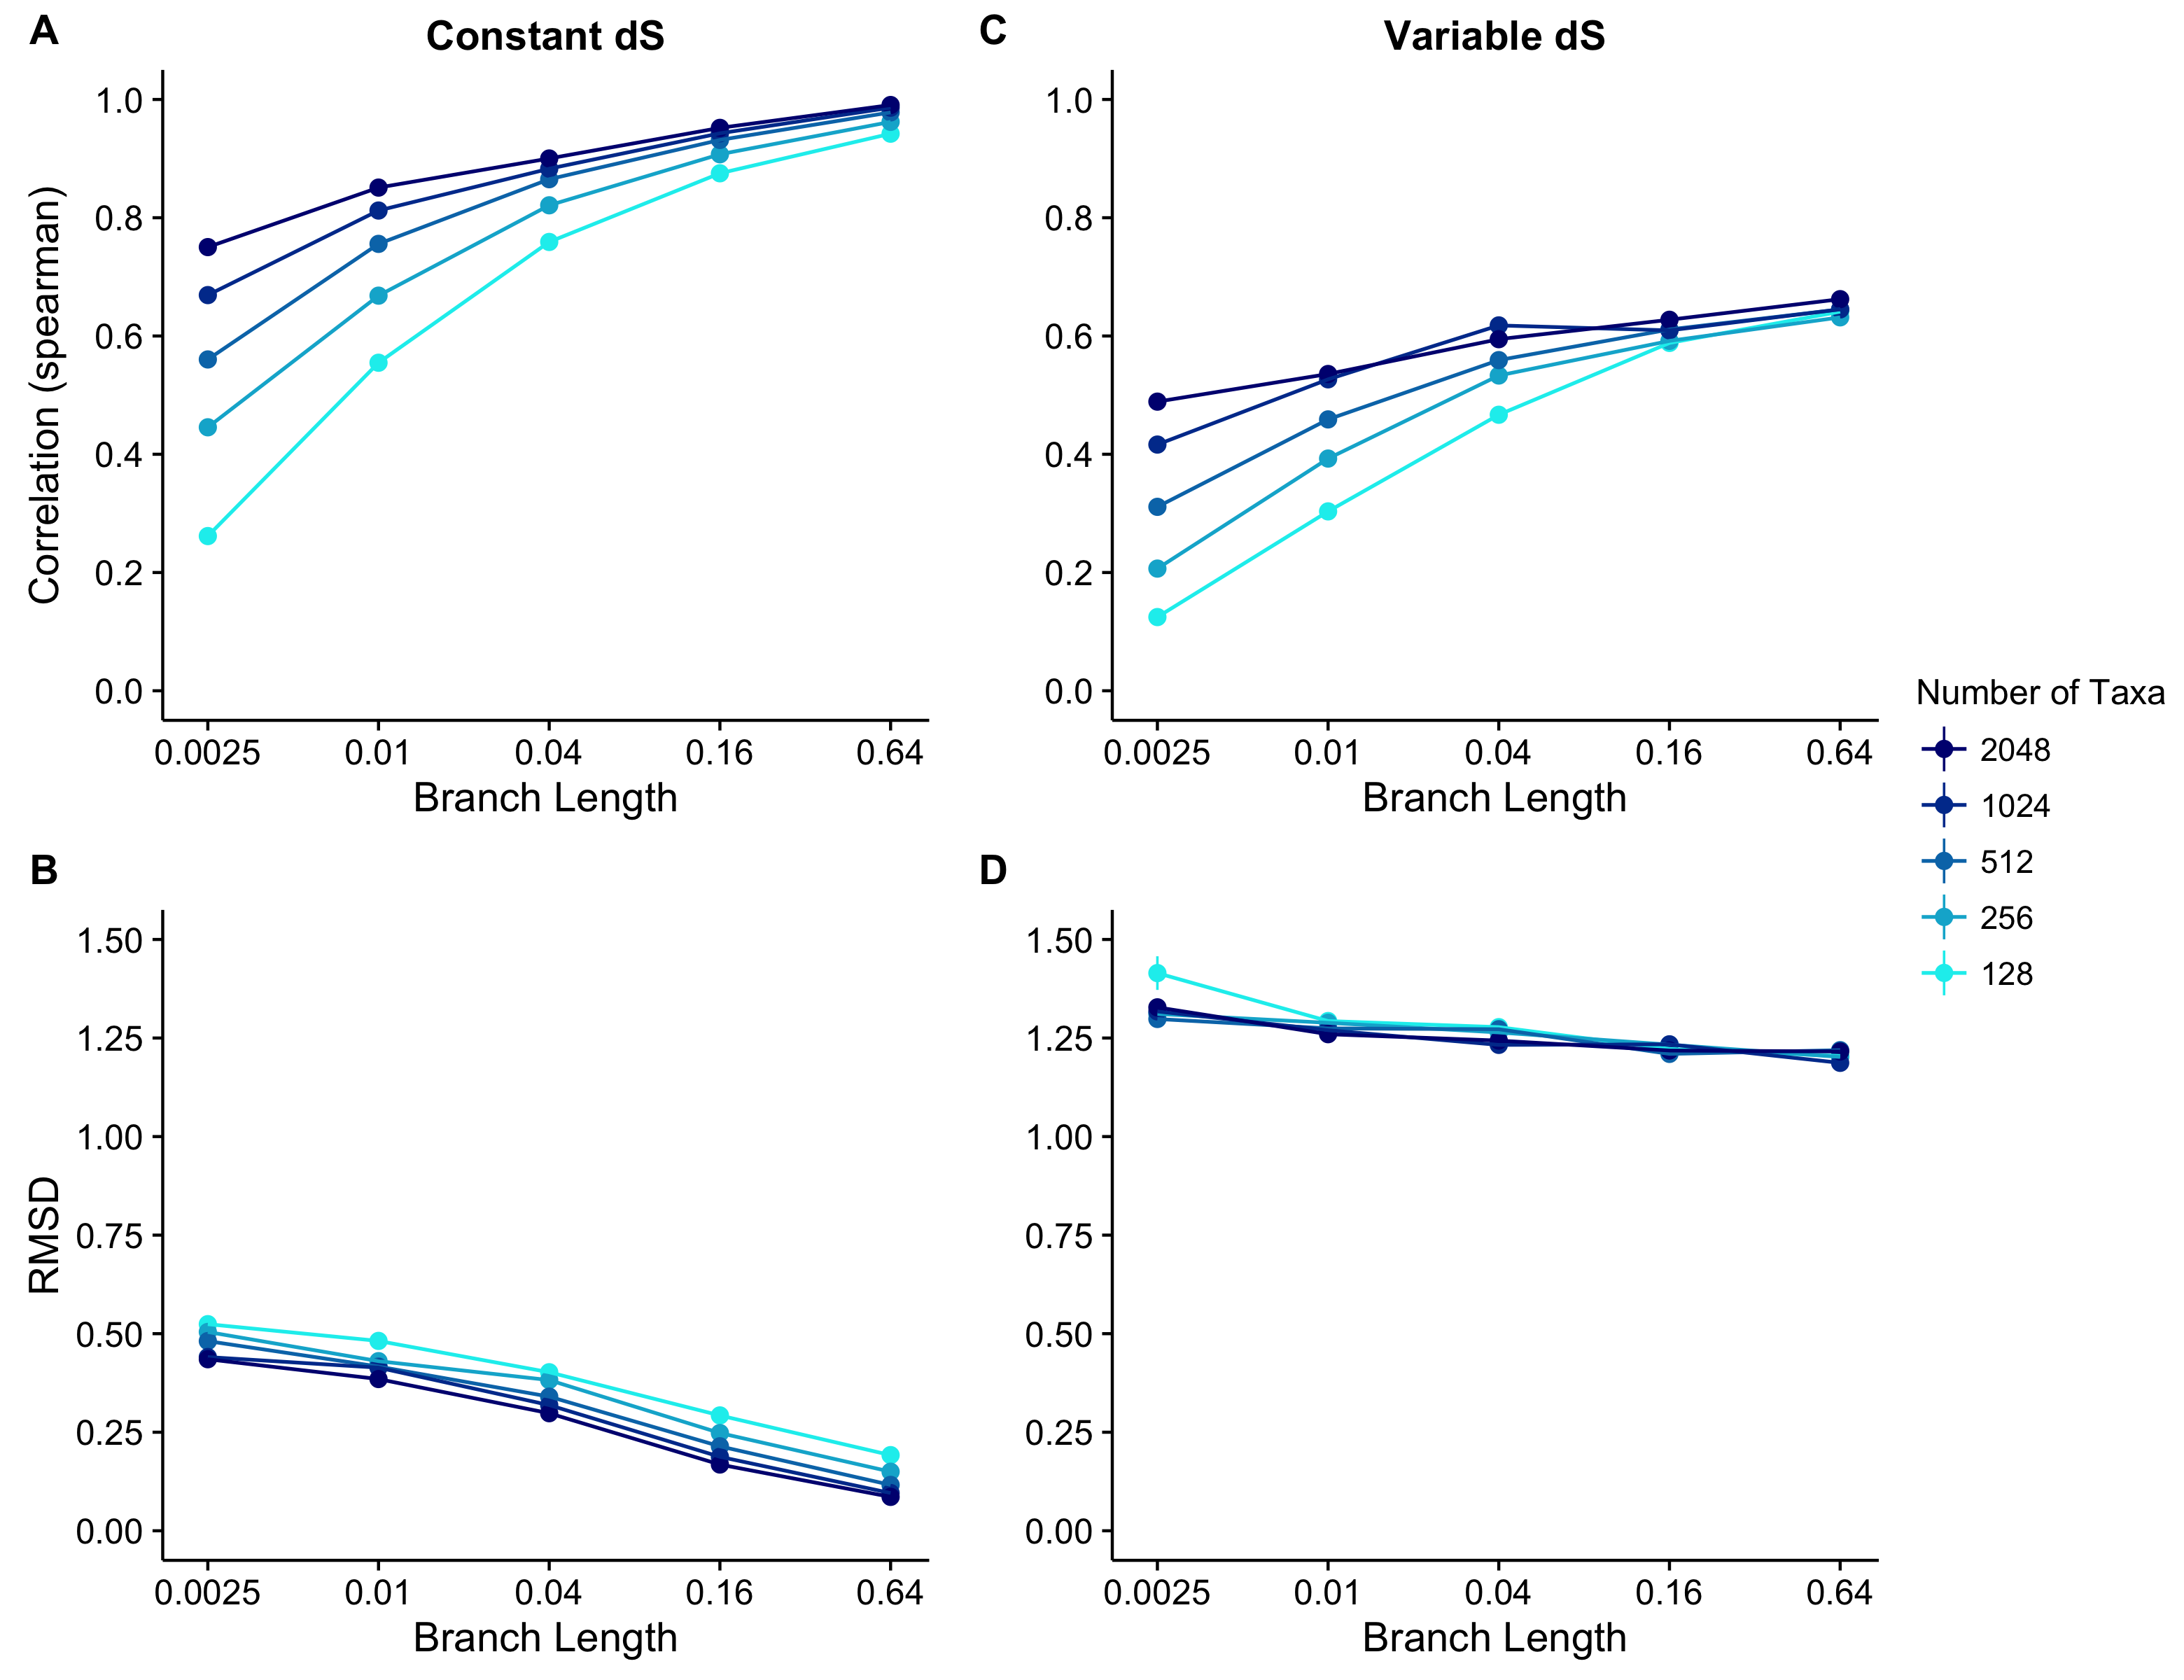 A
Constant dS
Correlation (spearman)
1.0
0.8
0.6
0.4
0.2
0.0
0.0025 0.01 0.04 0.16 0.64
Branch Length
C
Variable dS
1.0
0.8
0.6
0.4
0.2
0.0
0.0025 0.01 0.04 0.16 0.64
Branch Length
Number of Taxa
2048
1024
512
256
128
B
RMSD
1.50
1.25
1.00
0.75
0.50
0.25
0.00
0.0025 0.01 0.04 0.16 0.64
Branch Length
D
1.50
1.25
1.00
0.75
0.50
0.25
0.00
0.0025 0.01 0.04 0.16 0.64
Branch Length